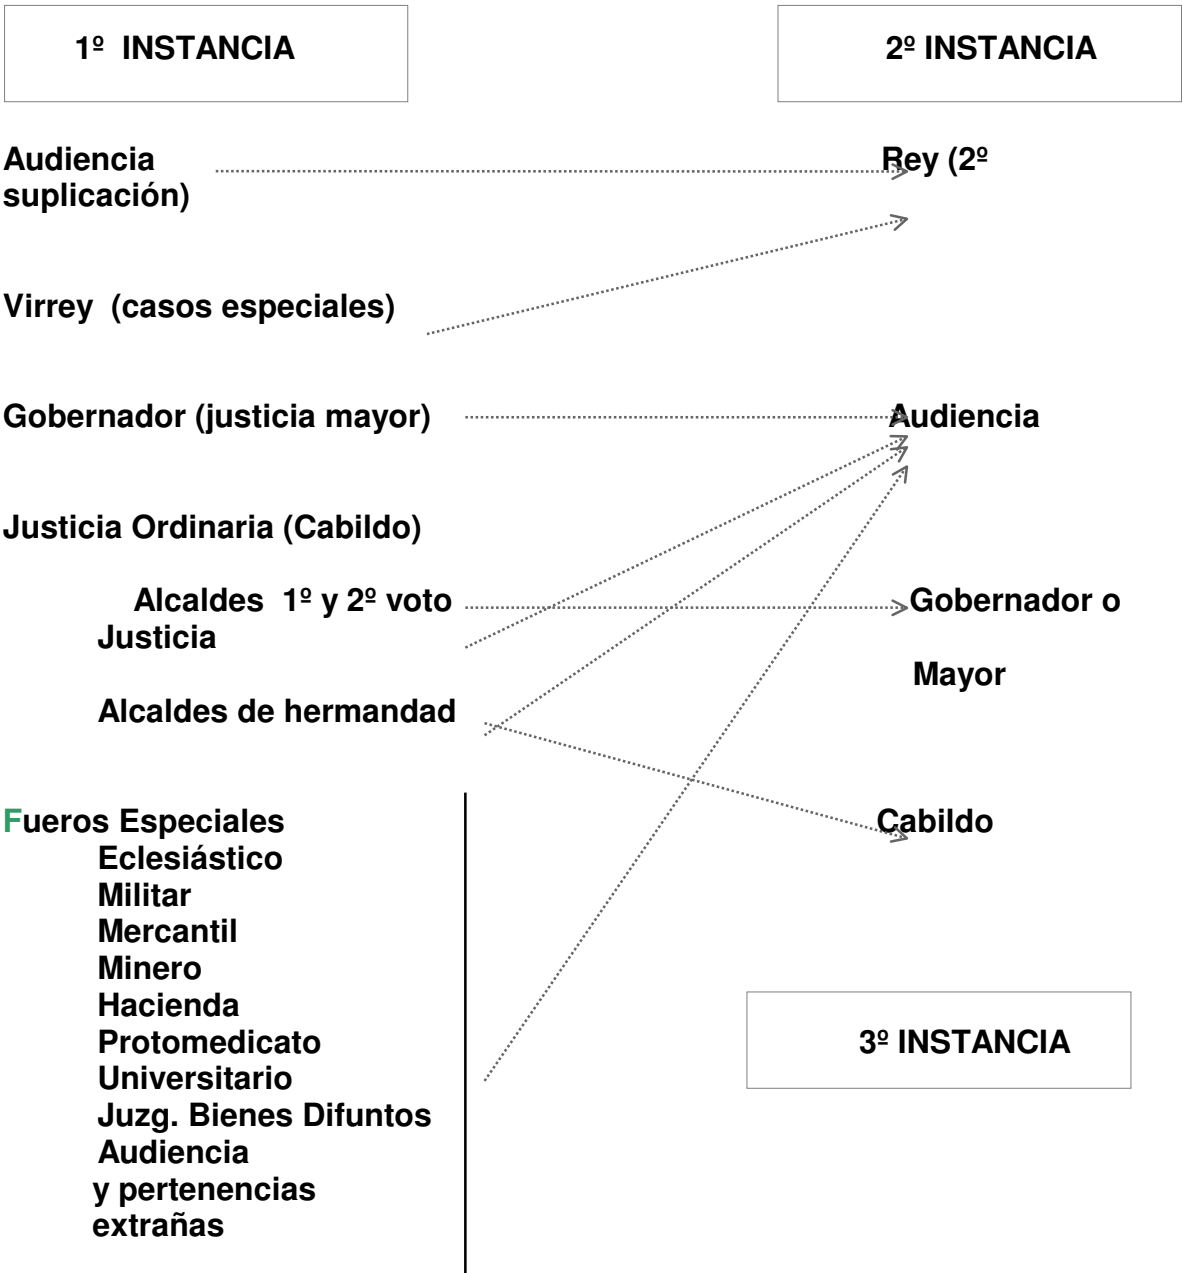 1º INSTANCIA
2º INSTANCIA
Audiencia
Rey (2º
suplicación)
Virrey (casos especiales)
Gobernador (justicia mayor)
Audiencia
Justicia Ordinaria (Cabildo)
Alcaldes 1º y 2º voto
Gobernador o
Justicia
Mayor
Alcaldes de hermandad
Fueros Especiales
Cabildo
Eclesiástico
Militar
Mercantil
Minero
Hacienda
Protomedicato
3º INSTANCIA
Universitario
Juzg. Bienes Difuntos
Audiencia
y pertenencias
extrañas